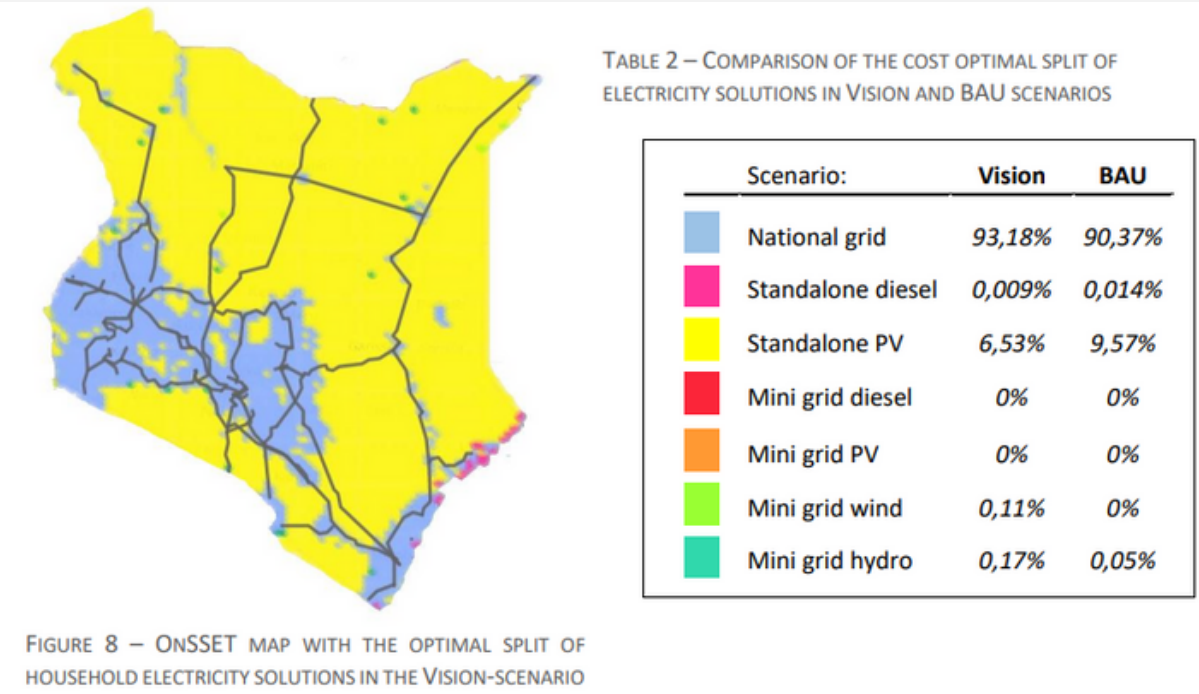 TABLE 2 – COMPARISON OF THE COST OPTIMAL SPLIT OF
ELECTRICITY SOLUTIONS IN VISION AND BAU SCENARIOS
Scenario: Vision BAU
National grid 93,18% 90,37%
Standalone diesel 0,009% 0,014%
Standalone PV 6,53% 9,57%
Mini grid diesel 0% 0%
Mini grid PV 0% 0%
Mini grid wind 0,11% 0%
Mini grid hydro 0,17% 0,05%
FIGURE 8 – ONSSET MAP WITH THE OPTIMAL SPLIT OF
HOUSEHOLD ELECTRICITY SOLUTIONS IN THE VISION-SCENARIO